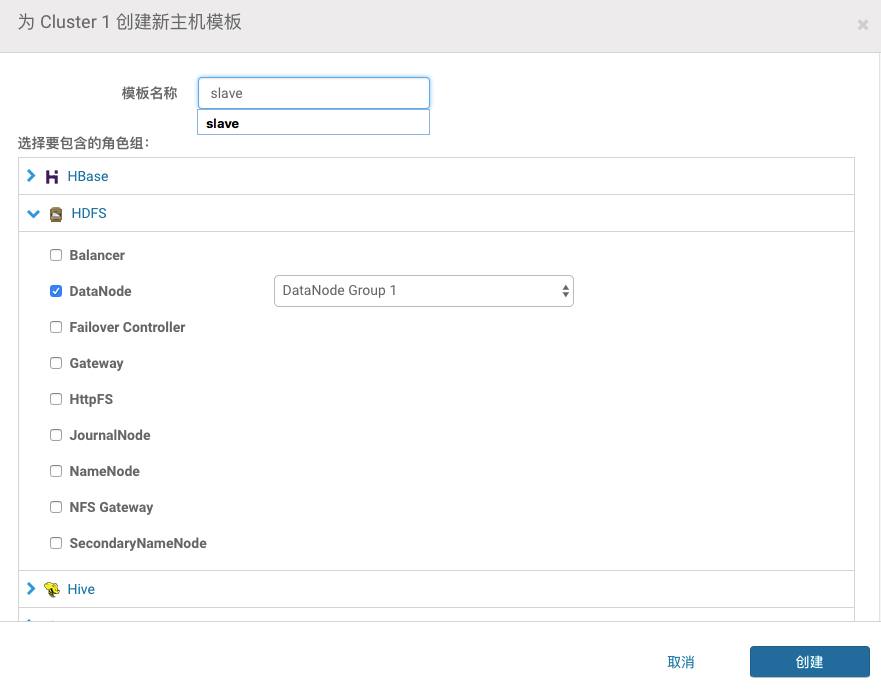 为 Cluster 1 创建新主机模板
模板名称 slave
slave
选择要包含的角色组:
HBase
HDFS
Balancer
DataNode DataNode Group 1
Failover Controller
Gateway
HttpFS
JournalNode
NameNode
NFS Gateway
SecondaryNameNode
Hive
取消 创建